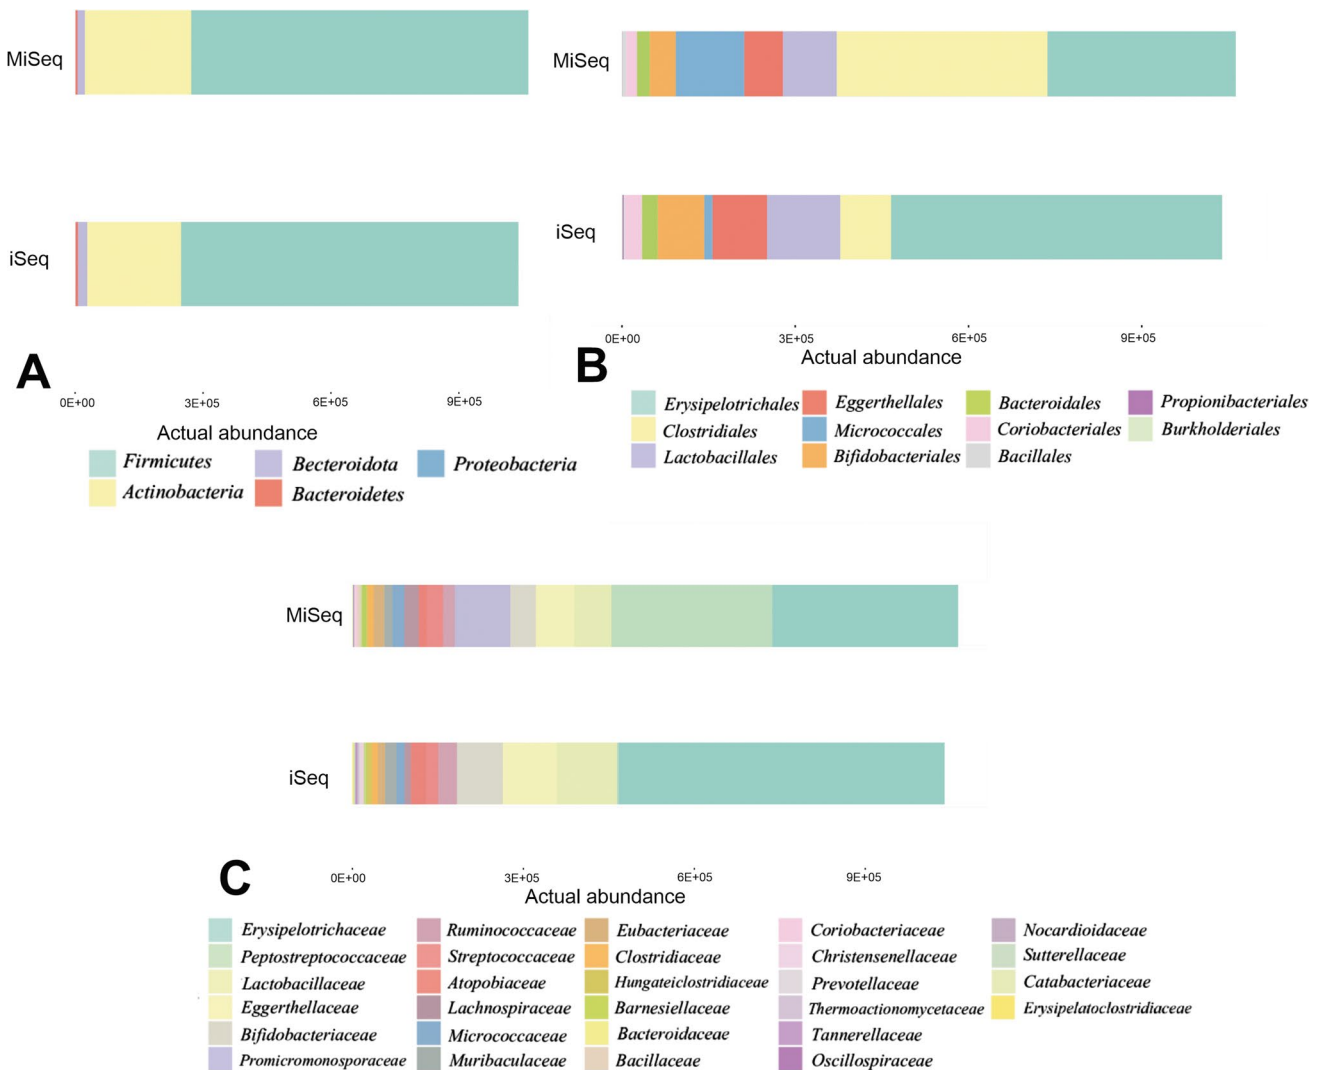 MiSeq
iSeq
A
0E+00 3E+05 6E+05 9E+05
Actual abundance
Firmicutes Becteroidota Proteobacteria
Actinobacteria Bacteroidetes
MiSeq
iSeq
B
0E+00 3E+05 6E+05 9E+05
Actual abundance
Erysipelotrichales Eggerthellales Bacteroidales Propionibacteriales
Clostridiales Micrococcales Coriobacteriales Burkholderiales
Lactobacillales Bifidobacteriales Bacillales
MiSeq
iSeq
C
0E+00 3E+05 6E+05 9E+05
Actual abundance
Erysipelotrichaceae Ruminococcaceae Eubacteriaceae Coriobacteriaceae Nocardioidaceae
Peptostreptococcaceae Streptococcaceae Clostridiaceae Christensenellaceae Sutterellaceae
Lactobacillaceae Atopobiaceae Hungateiclostridiaceae Prevotellaceae Catabacteriaceae
Eggerthellaceae Lachnospiraceae Barnesiellaceae Thermoactionomycetaceae Erysipelatoclostridiaceae
Bifidobacteriaceae Micrococcaceae Bacteroidaceae Tannerellaceae
Promicromonosporaceae Muribaculaceae Bacillaceae Oscillospiraceae